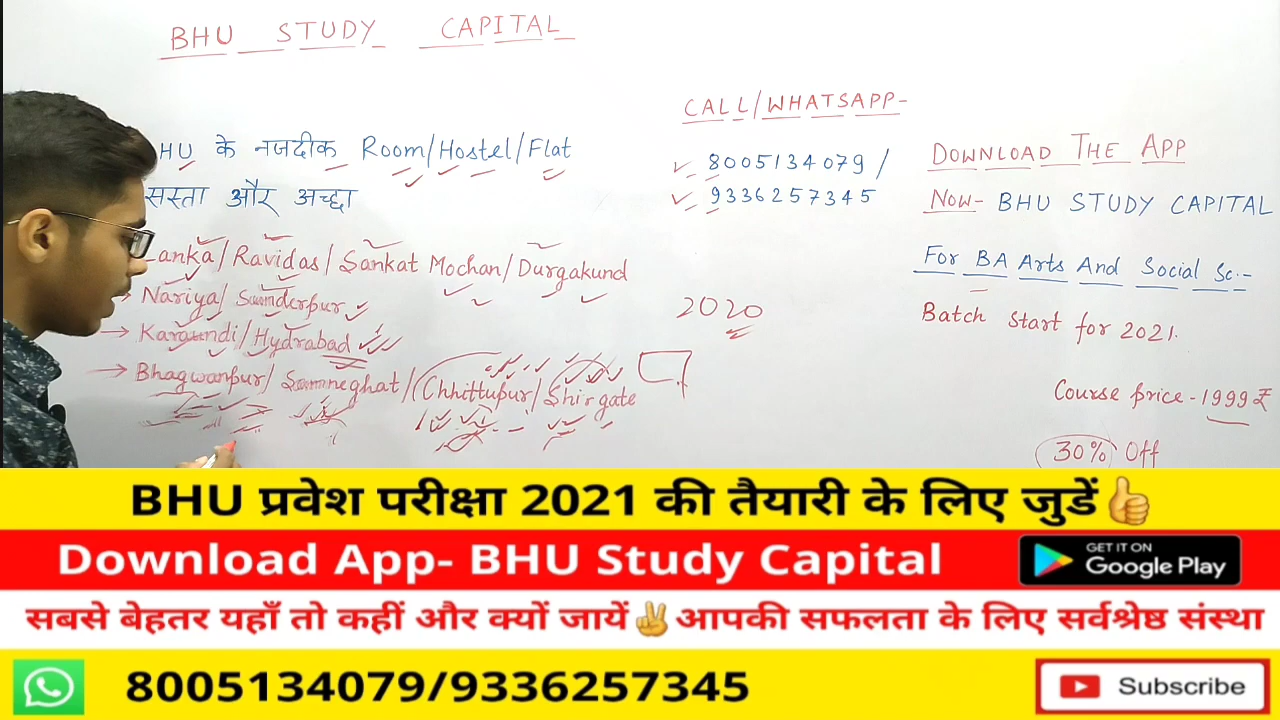 BHU STUDY CAPITAL
CALL/WHATSAPP-
8005134079/
9336257345
HU के नजदीक Room/Hostel/Flat
सस्ता और अच्छा
Lanka/Ravidas/Sankat Mochan/Durgakund
Nariya/Sunderpur
Karaundi/Hydrabad
Bhagwanpur/Samneghat/Chhittupur/Shirgate
2020
DOWNLOAD THE APP
NOW- BHU STUDY CAPITAL
For BA Arts And Social Sc.-
Batch start for 2021.
Course price-1999₹
30% Off
BHU प्रवेश परीक्षा 2021 की तैयारी के लिए जुडें👍
Download App- BHU Study Capital
GET IT ON
Google Play
सबसे बेहतर यहाँ तो कहीं और क्यों जायें✌आपकी सफलता के लिए सर्वश्रेष्ठ संस्था
8005134079/9336257345
Subscribe